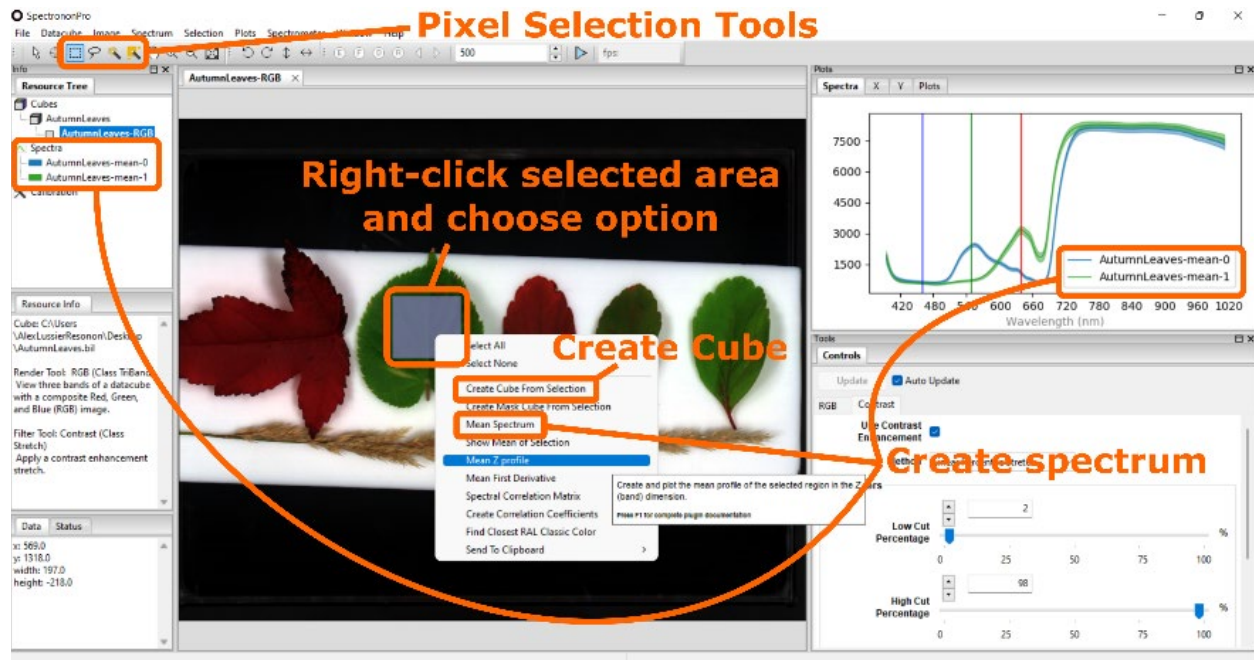 SpectrononPro
Pixel Selection Tools
File Datacube Image Spectrum Selection Plots Spectrometer Window Help
500
fps:
Info
Resource Tree
Cubes
AutumnLeaves
AutumnLeaves-RGB
Spectra
AutumnLeaves-mean-0
AutumnLeaves-mean-1
Calibration
Resource Info
Cube: C:\Users
\AlexLussierResonon\Desktop
\AutumnLeaves.bil
Render Tool: RGB (Class TriBand)
View three bands of a datacube
with a composite Red, Green,
and Blue (RGB) image.
Filter Tool: Contrast (Class
Stretch)
Apply a contrast enhancement
stretch.
Data Status
x: 569.0
y: 1318.0
width: 197.0
height: -218.0
AutumnLeaves-RGB
Right-click selected area
and choose option
Select All
Select None
Create Cube
Create Cube From Selection
Create Mask Cube From Selection
Mean Spectrum
Show Mean of Selection
Mean Z profile
Mean First Derivative
Spectral Correlation Matrix
Create Correlation Coefficients
Find Closest RAL Classic Color
Send To Clipboard
Create and plot the mean profile of the selected region in the Z
(band) dimension.
Press F1 for complete plugin documentation
Plots
Spectra X Y Plots
7500
4500
3000
1500
AutumnLeaves-mean-0
AutumnLeaves-mean-1
420 480 540 600 660 720 780 840 900 960 1020
Wavelength (nm)
Tools
Controls
Update Auto Update
RGB Contrast
Use Contrast
Enhancement
Create spectrum
Low Cut
Percentage
2
%
0 25 50 75 100
High Cut
Percentage
98
%
0 25 50 75 100